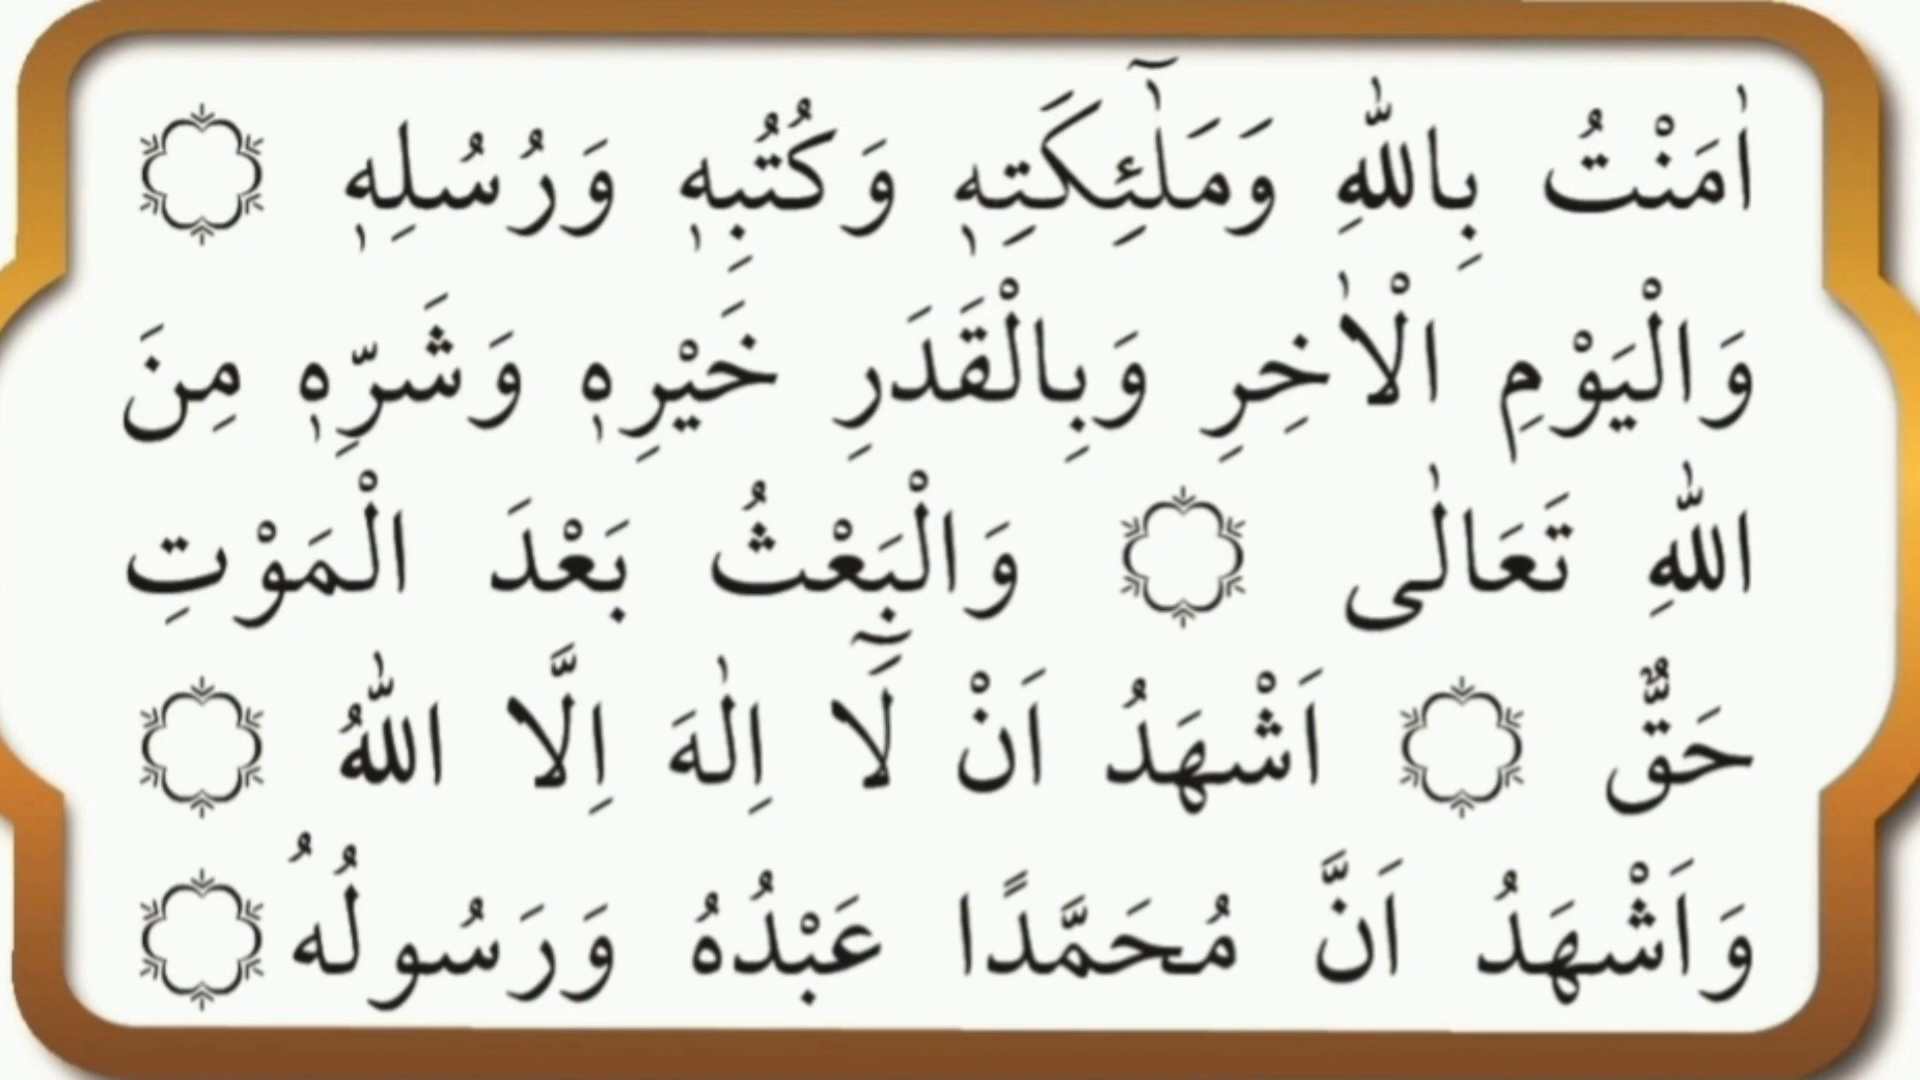 اٰمَنْتُ بِاللّٰهِ وَمَلٰٓئِكَتِهٖ وَكُتُبِهٖ وَرُسُلِهٖ
وَالْيَوْمِ الْاٰخِرِ وَبِالْقَدَرِ خَيْرِهٖ وَشَرِّهٖ مِنَ
اللّٰهِ تَعَالٰى وَالْبَعْثُ بَعْدَ الْمَوْتِ
حَقٌّ اَشْهَدُ اَنْ لَٓا اِلٰهَ اِلَّا اللّٰهُ
وَاَشْهَدُ اَنَّ مُحَمَّدًا عَبْدُهُ وَرَسُولُهُ